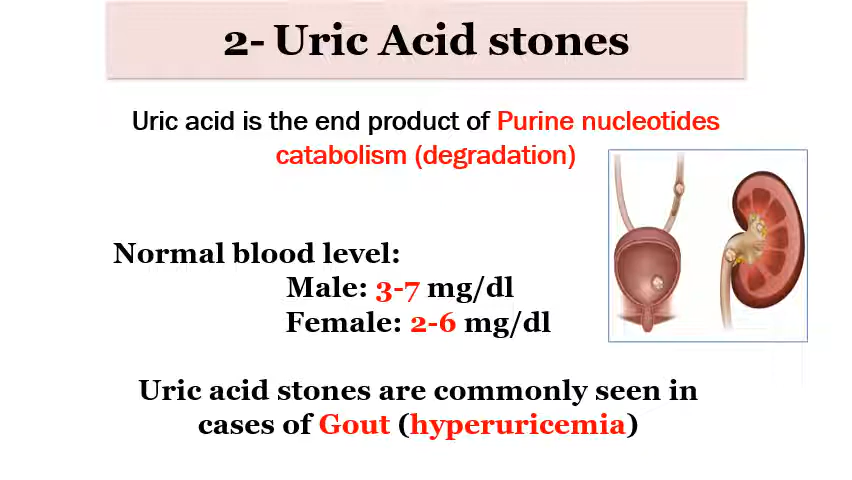 2- Uric Acid stones
Uric acid is the end product of Purine nucleotides
catabolism (degradation)
Normal blood level:
Male: 3-7 mg/dl
Female: 2-6 mg/dl
Uric acid stones are commonly seen in
cases of Gout (hyperuricemia)